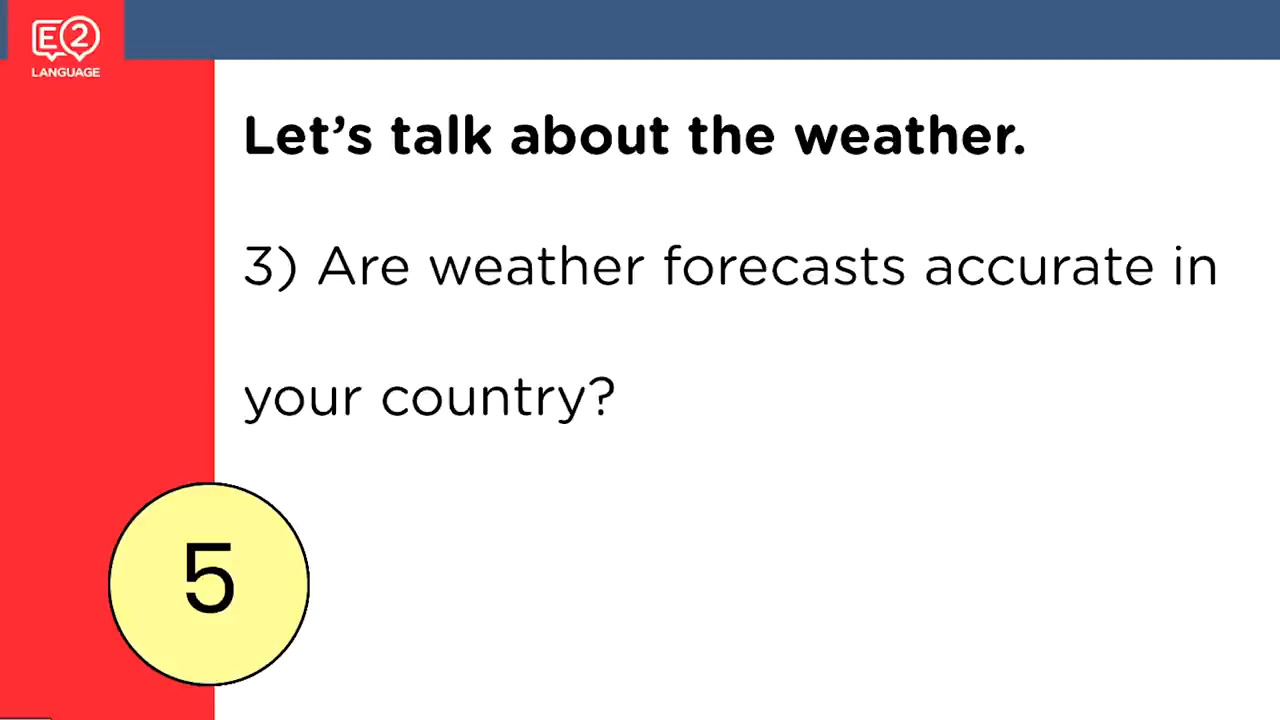 E2
LANGUAGE
Let’s talk about the weather.
3) Are weather forecasts accurate in
your country?
5